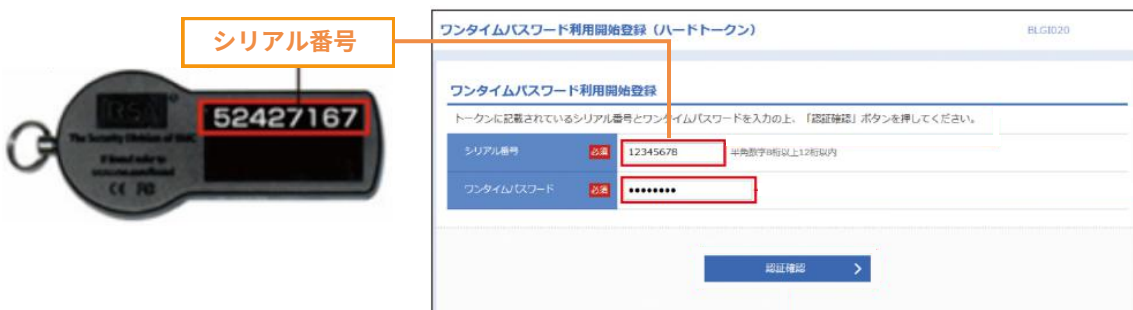 シリアル番号
RSA
52427167
The Security Division of EMC
If found refer to
CE FC
ワンタイムパスワード利用開始登録（ハードトークン）
BLGI020
ワンタイムパスワード利用開始登録
トークンに記載されているシリアル番号とワンタイムパスワードを入力の上、「認証確認」ボタンを押してください。
シリアル番号 必須 12345678 半角数字8桁以上12桁以内
ワンタイムパスワード 必須 ••••••••
認証確認